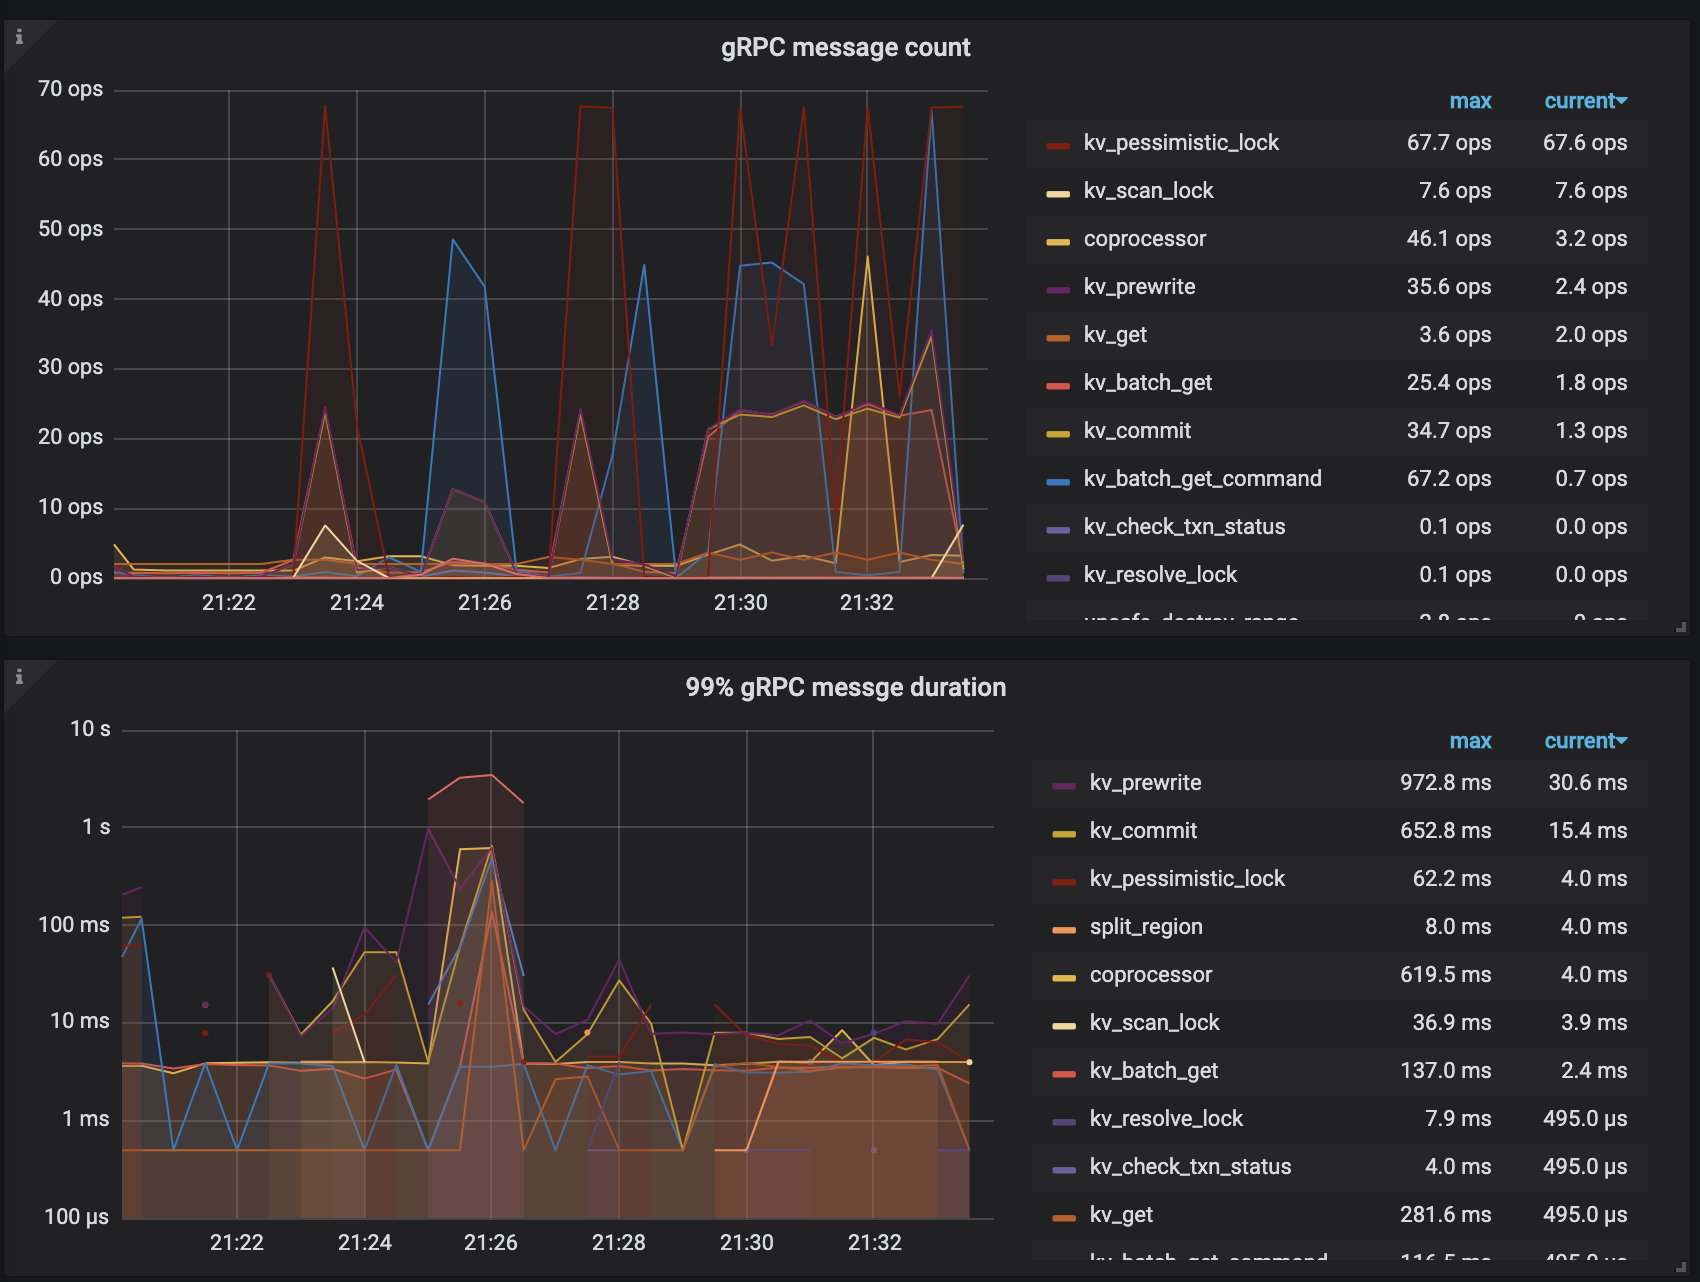 gRPC message count
70 ops
60 ops
50 ops
40 ops
30 ops
20 ops
10 ops
0 ops
21:22 21:24 21:26 21:28 21:30 21:32
max current
kv_pessimistic_lock 67.7 ops 67.6 ops
kv_scan_lock 7.6 ops 7.6 ops
coprocessor 46.1 ops 3.2 ops
kv_prewrite 35.6 ops 2.4 ops
kv_get 3.6 ops 2.0 ops
kv_batch_get 25.4 ops 1.8 ops
kv_commit 34.7 ops 1.3 ops
kv_batch_get_command 67.2 ops 0.7 ops
kv_check_txn_status 0.1 ops 0.0 ops
kv_resolve_lock 0.1 ops 0.0 ops
99% gRPC messge duration
10 s
1 s
100 ms
10 ms
1 ms
100 µs
21:22 21:24 21:26 21:28 21:30 21:32
max current
kv_prewrite 972.8 ms 30.6 ms
kv_commit 652.8 ms 15.4 ms
kv_pessimistic_lock 62.2 ms 4.0 ms
split_region 8.0 ms 4.0 ms
coprocessor 619.5 ms 4.0 ms
kv_scan_lock 36.9 ms 3.9 ms
kv_batch_get 137.0 ms 2.4 ms
kv_resolve_lock 7.9 ms 495.0 µs
kv_check_txn_status 4.0 ms 495.0 µs
kv_get 281.6 ms 495.0 µs